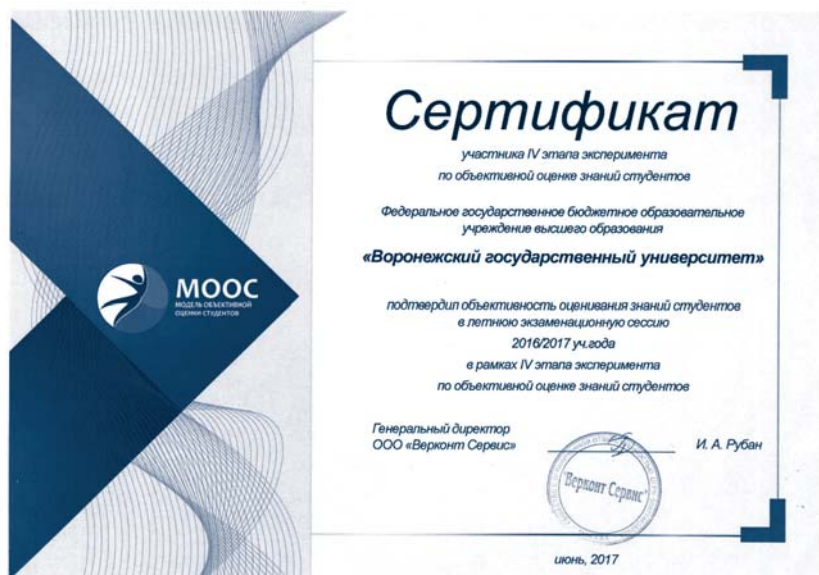 Сертификат
участника IV этапа эксперимента
по объективной оценке знаний студентов
Федеральное государственное бюджетное образовательное
учреждение высшего образования
«Воронежский государственный университет»
МООС
МОДЕЛЬ ОБЪЕКТИВНОЙ
ОЦЕНКИ СТУДЕНТОВ
подтвердил объективность оценивания знаний студентов
в летнюю экзаменационную сессию
2016/2017 уч.года
в рамках IV этапа эксперимента
по объективной оценке знаний студентов
Генеральный директор
ООО «Верконт Сервис»
И. А. Рубан
"Верконт Сервис"
июнь, 2017